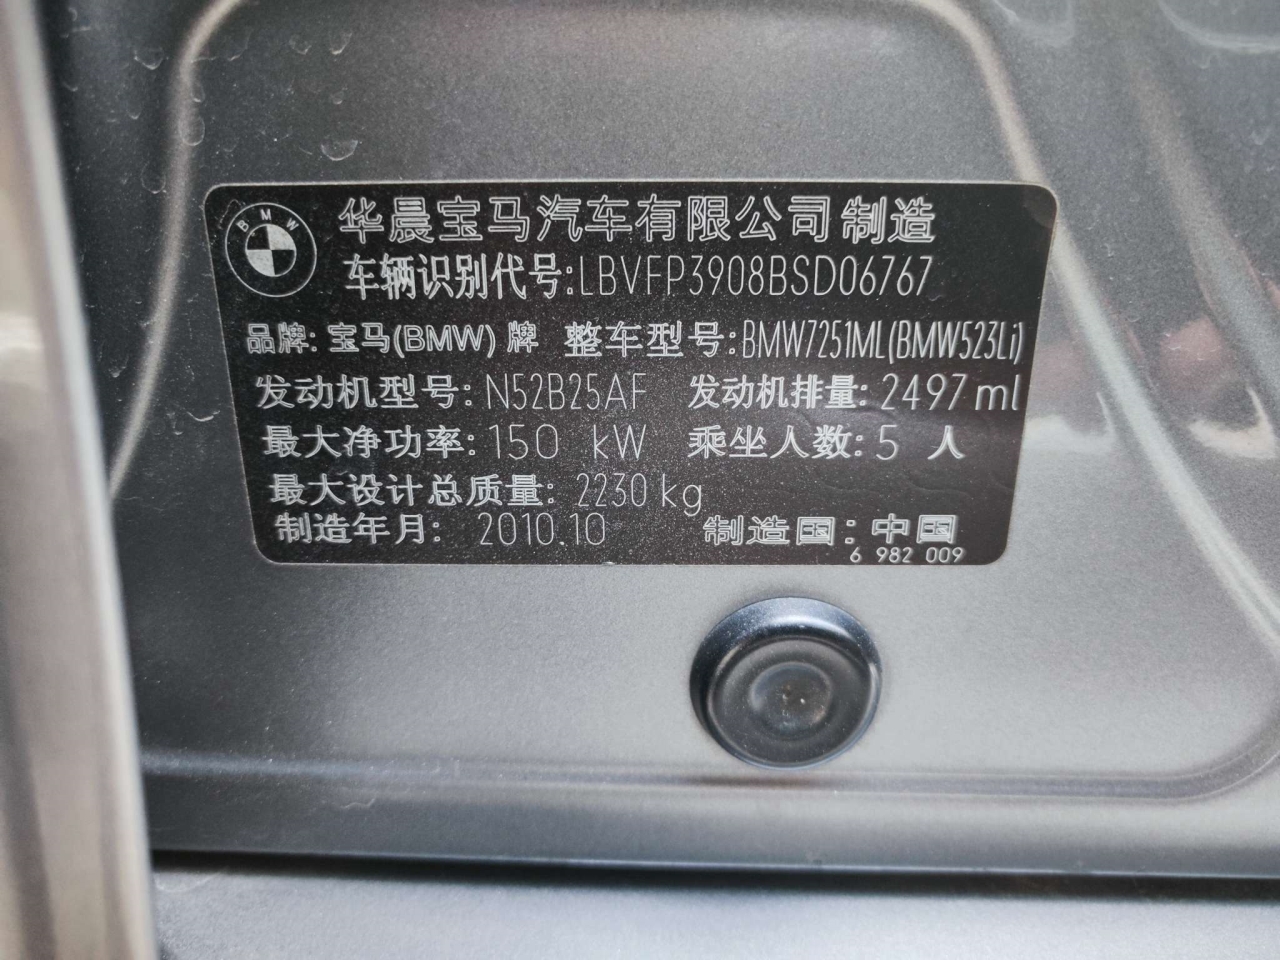 BMW
华晨宝马汽车有限公司制造
车辆识别代号:LBVFP3908BSD06767
品牌: 宝马(BMW) 牌 整车型号:BMW7251ML(BMW523Li)
发动机型号: N52B25AF 发动机排量: 2497 ml
最大净功率: 150 kW 乘坐人数: 5 人
最大设计总质量: 2230 kg
制造年月: 2010.10 制造国: 中国
6 982 009